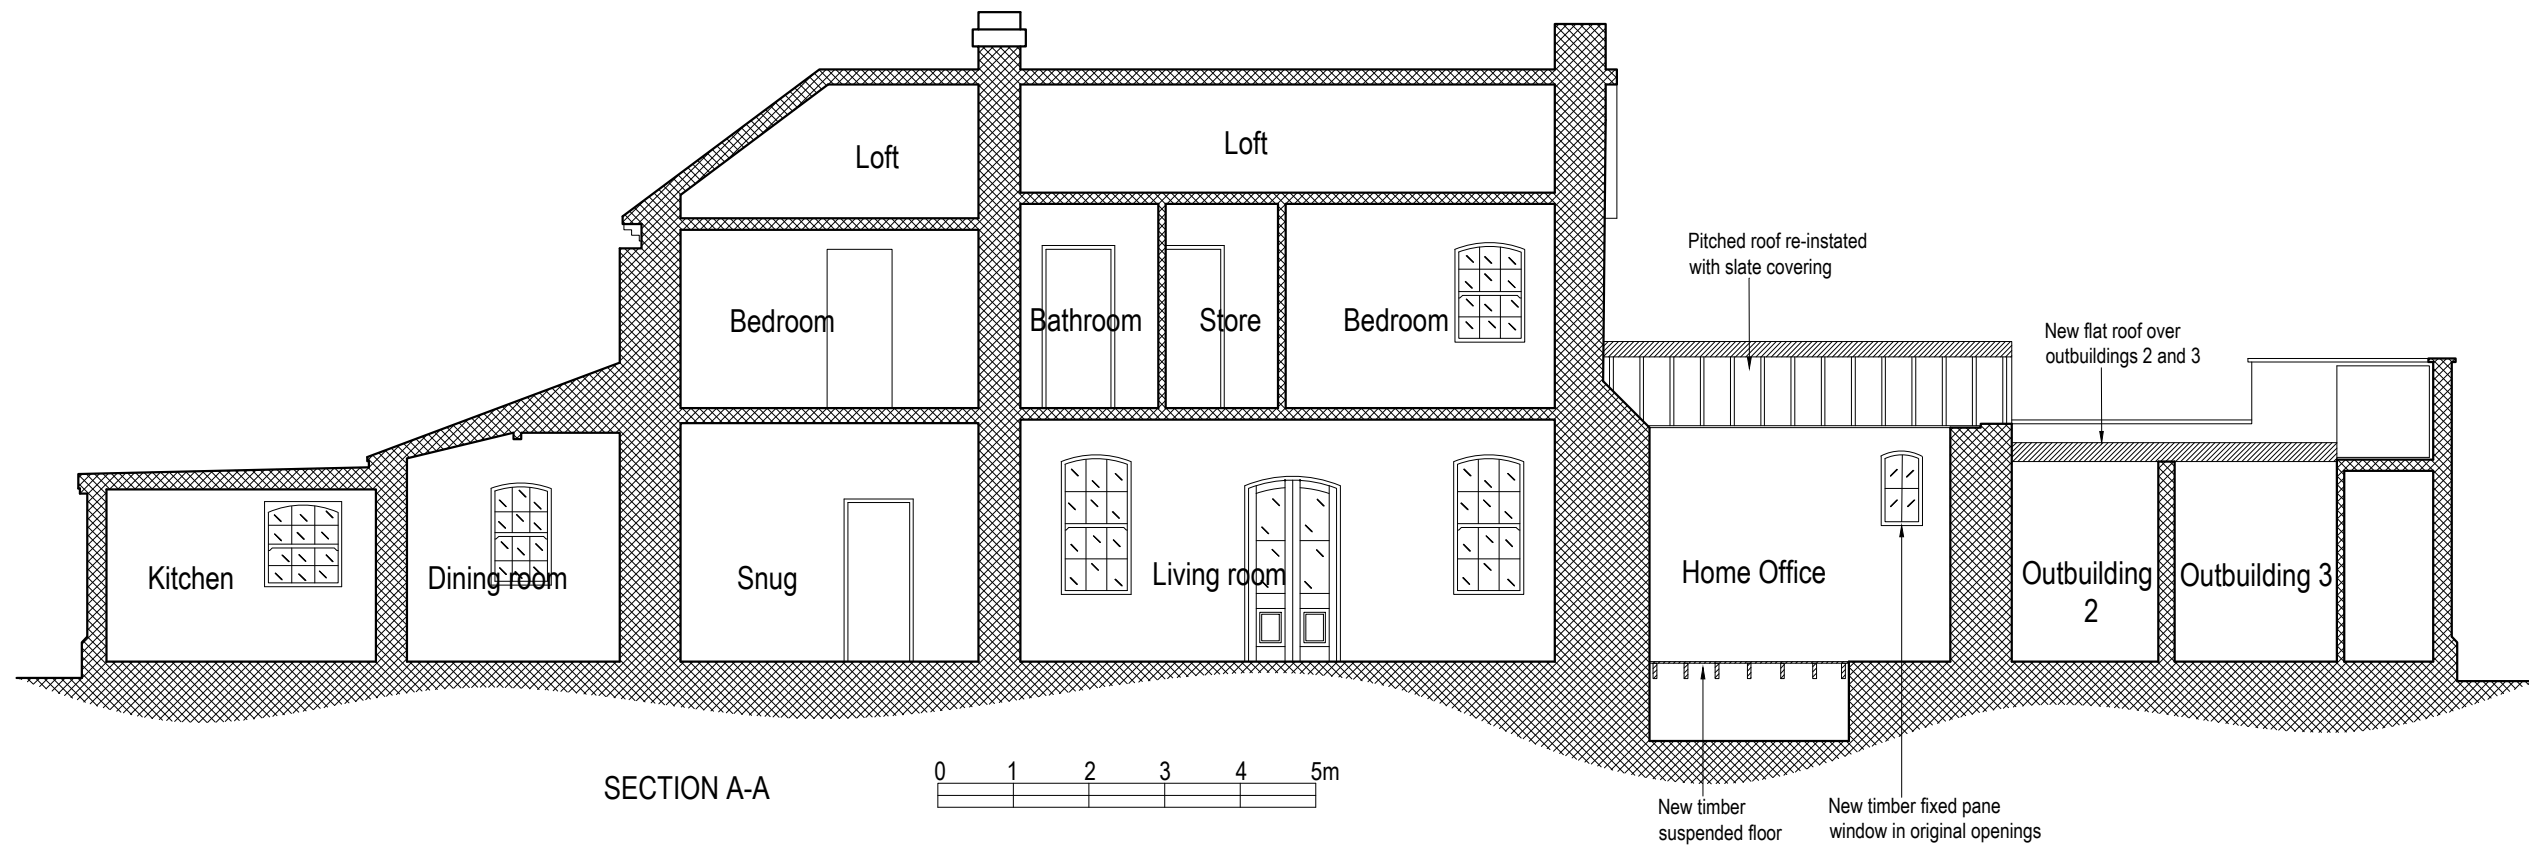 Loft
Loft
Pitched roof re-instated
with slate covering
Bedroom
Bathroom
Store
Bedroom
New flat roof over
outbuildings 2 and 3
Kitchen
Dining room
Snug
Living room
Home Office
Outbuilding
2
Outbuilding 3
SECTION A-A
0 1 2 3 4 5m
New timber
suspended floor
New timber fixed pane
window in original openings